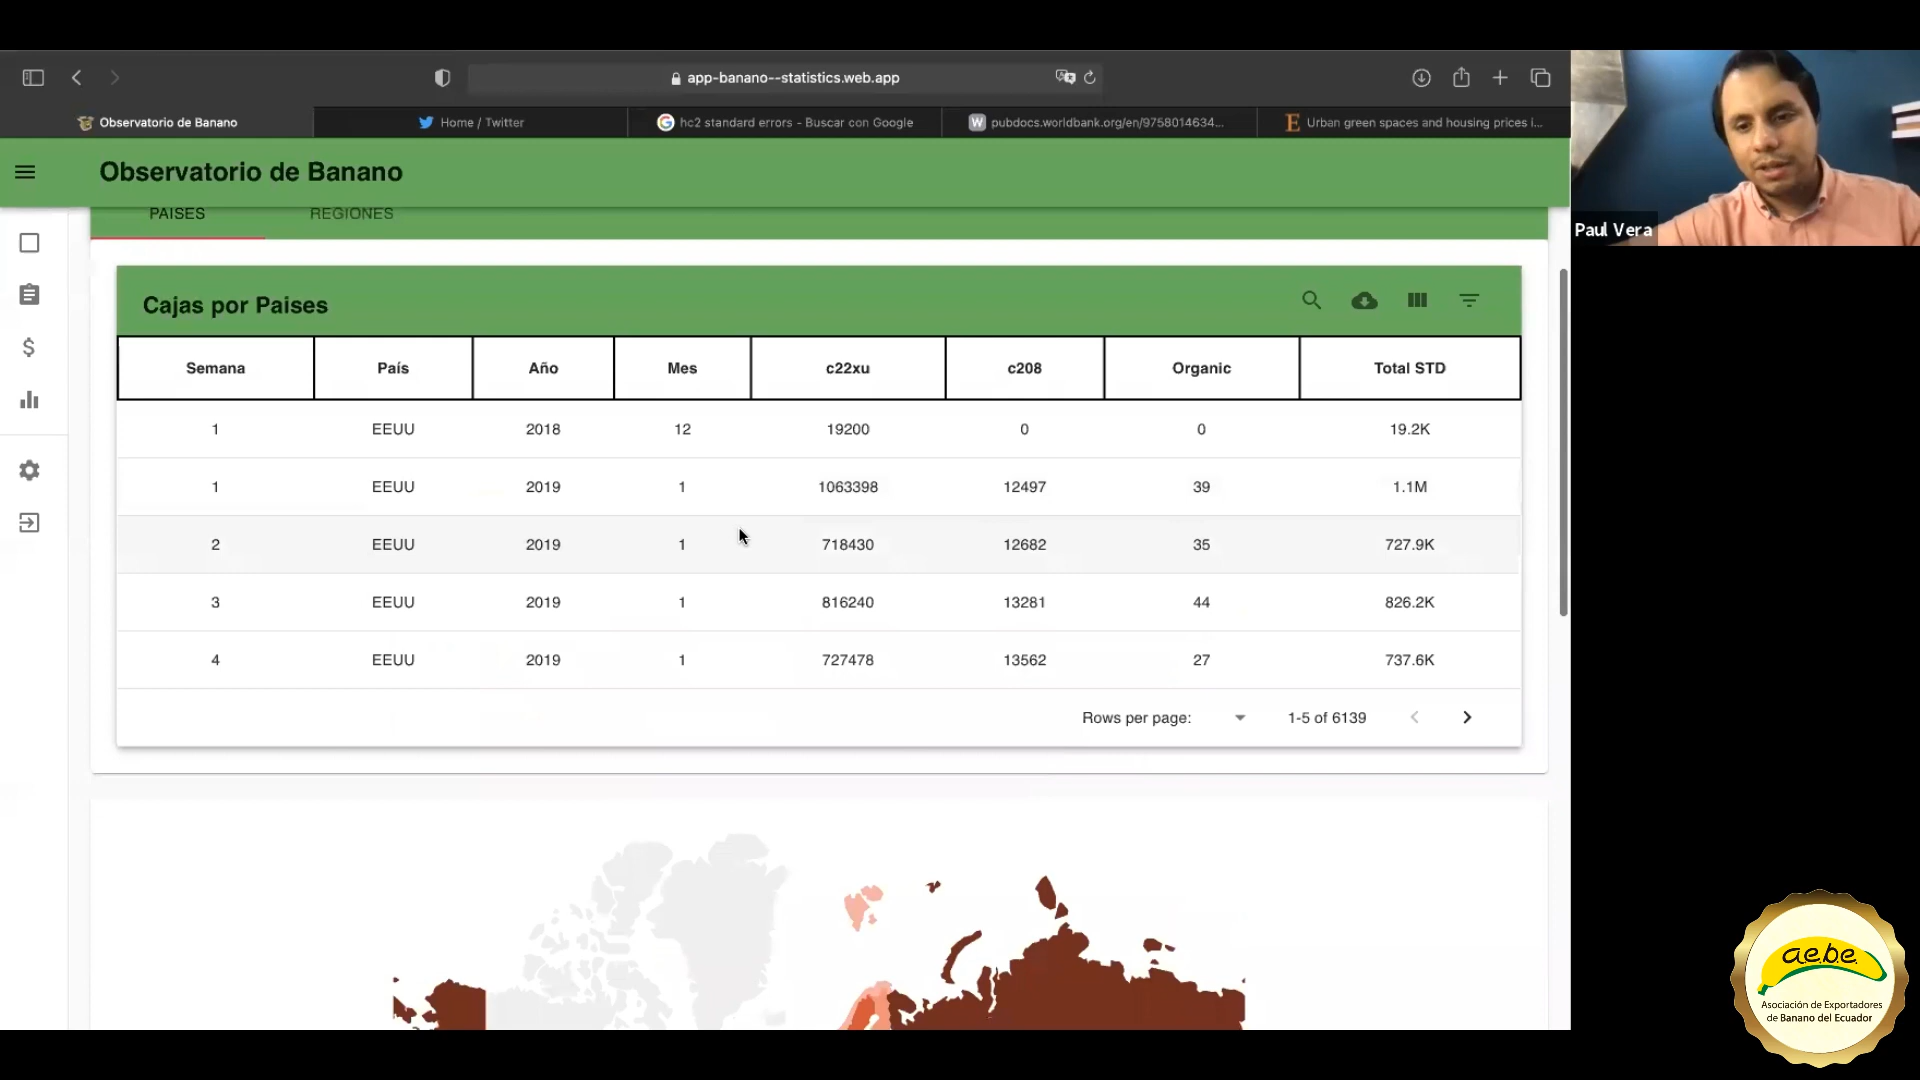 app-banano--statistics.web.app
Observatorio de Banano
Home / Twitter
hc2 standard errors - Buscar con Google
pubdocs.worldbank.org/en/9758014634...
Urban green spaces and housing prices i...
Observatorio de Banano
PAISES REGIONES
Cajas por Paises
Semana País Año Mes c22xu c208 Organic Total STD
1 EEUU 2018 12 19200 0 0 19.2K
1 EEUU 2019 1 1063398 12497 39 1.1M
2 EEUU 2019 1 718430 12682 35 727.9K
3 EEUU 2019 1 816240 13281 44 826.2K
4 EEUU 2019 1 727478 13562 27 737.6K
Rows per page: 1-5 of 6139
Paul Vera
a.e.b.e.
Asociación de Exportadores
de Banano del Ecuador